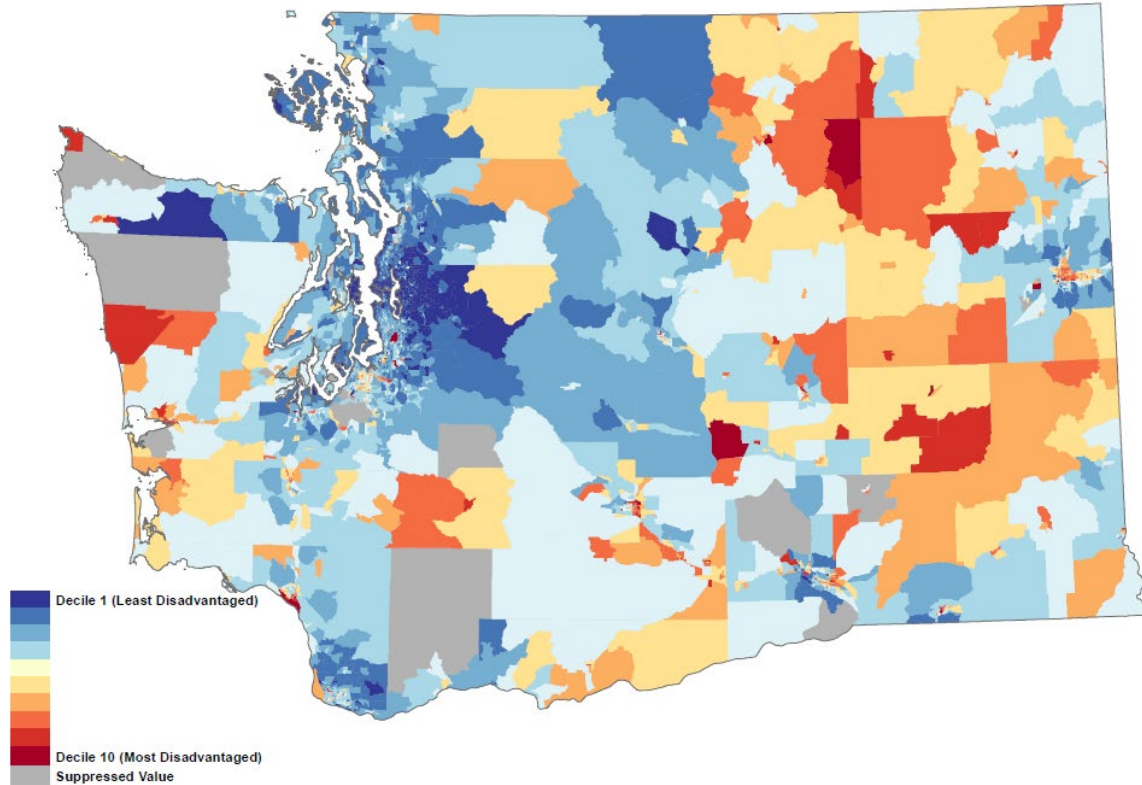 Decile 1 (Least Disadvantaged)
Decile 10 (Most Disadvantaged)
Suppressed Value